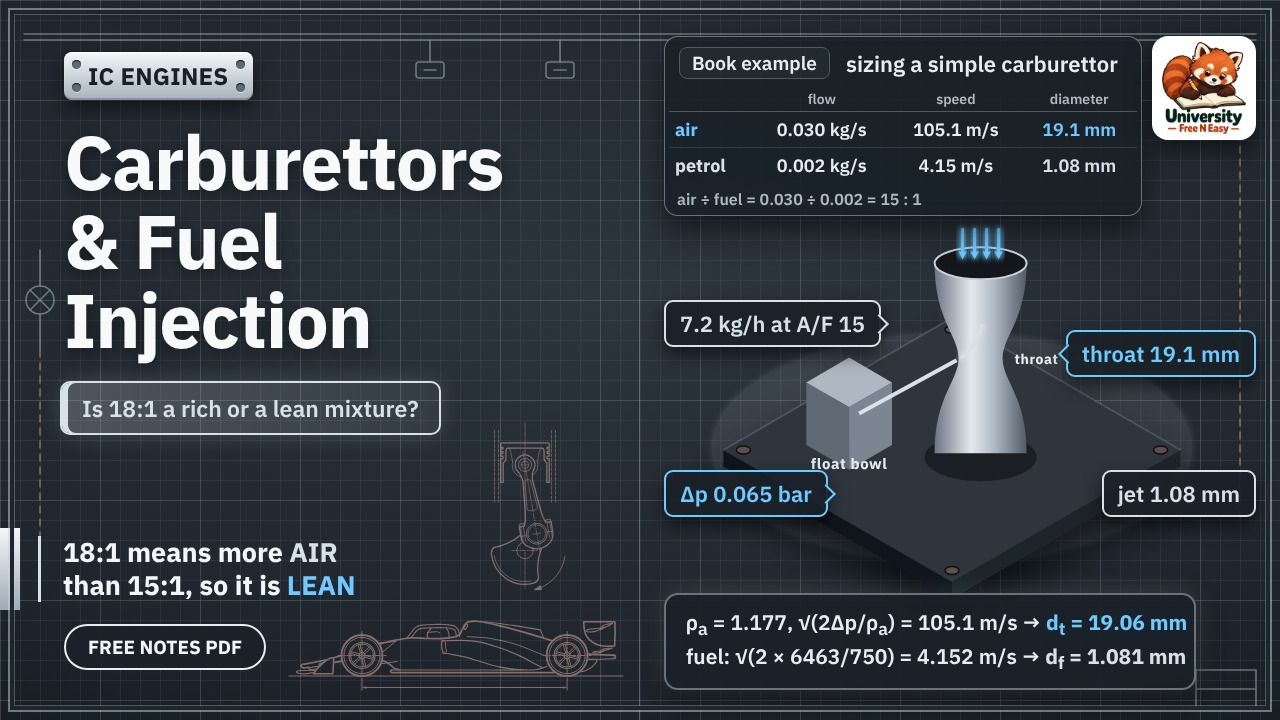 IC ENGINES
Carburettors
& Fuel
Injection
Is 18:1 a rich or a lean mixture?
18:1 means more AIR
than 15:1, so it is LEAN
FREE NOTES PDF
Book example sizing a simple carburettor
flow speed diameter
air 0.030 kg/s 105.1 m/s 19.1 mm
petrol 0.002 kg/s 4.15 m/s 1.08 mm
air ÷ fuel = 0.030 ÷ 0.002 = 15 : 1
University
Free N Easy
7.2 kg/h at A/F 15
throat
throat 19.1 mm
float bowl
Δp 0.065 bar
jet 1.08 mm
ρa = 1.177, √(2Δp/ρa) = 105.1 m/s → dt = 19.06 mm
fuel: √(2 × 6463/750) = 4.152 m/s → df = 1.081 mm